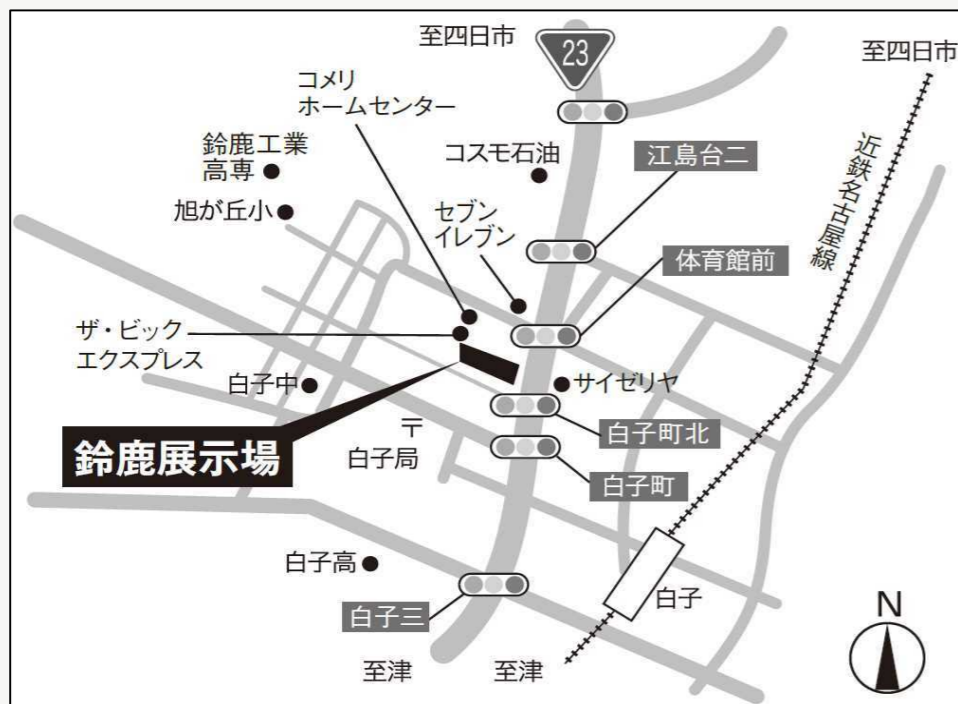 至四日市
23
至四日市
コメリ
ホームセンター
鈴鹿工業
高専
コスモ石油
江島台二
近鉄名古屋線
旭が丘小
セブン
イレブン
体育館前
ザ・ビック
エクスプレス
白子中
サイゼリヤ
鈴鹿展示場
〒
白子局
白子町北
白子町
白子高
白子三
白子
N
至津
至津